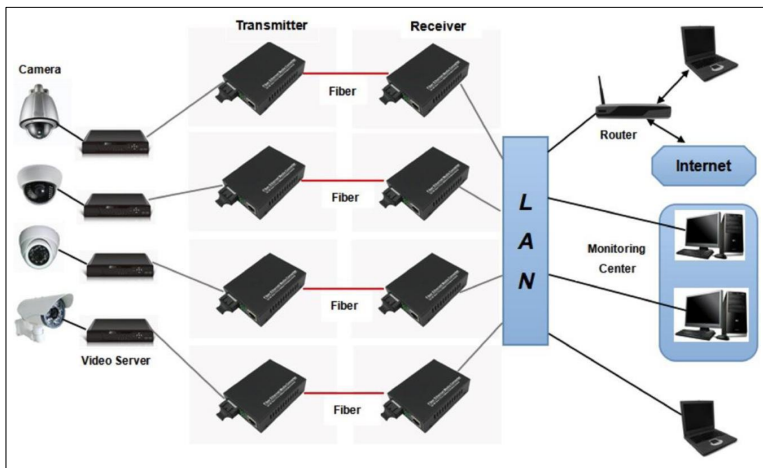 Transmitter
Receiver
Camera
Fiber
Router
Internet
Fiber
L
A
N
Monitoring
Center
Fiber
Video Server
Fiber